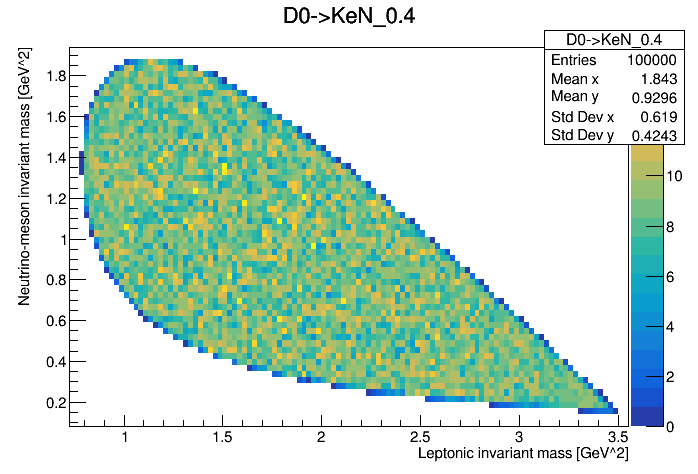 D0->KeN_0.4
D0->KeN_0.4
Entries 100000
Mean x 1.843
Mean y 0.9296
Std Dev x 0.619
Std Dev y 0.4243
Neutrino-meson invariant mass [GeV^2]
1.8
1.6
1.4
1.2
1
0.8
0.6
0.4
0.2
10
8
6
4
2
0
1 1.5 2 2.5 3 3.5
Leptonic invariant mass [GeV^2]